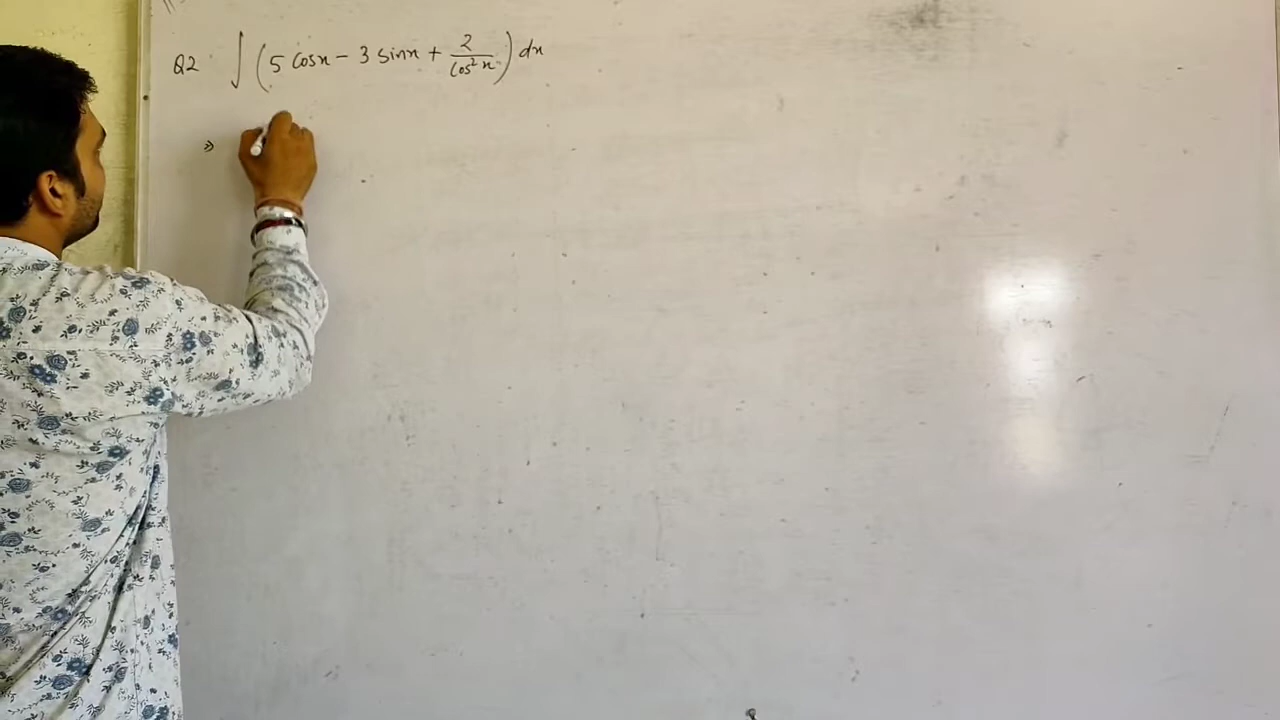 Q2. ∫ (5 cosx - 3 sinx + 2/cos²x) dx
⇒